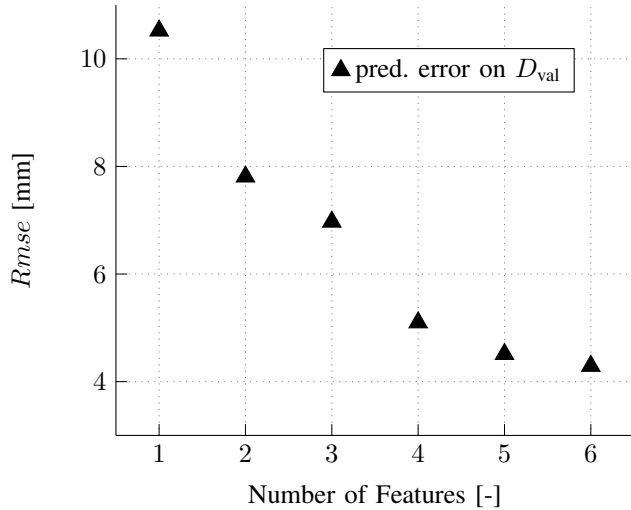 10
8
6
4
Rmse [mm]
pred. error on D_val
1 2 3 4 5 6
Number of Features [-]